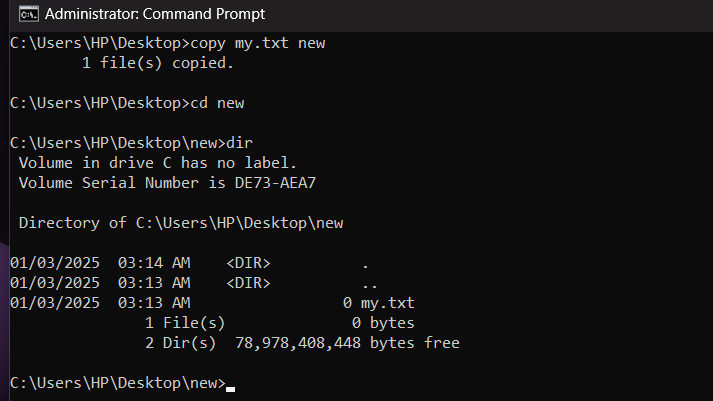 Administrator: Command Prompt
C:\Users\HP\Desktop>copy my.txt new
        1 file(s) copied.
C:\Users\HP\Desktop>cd new
C:\Users\HP\Desktop\new>dir
 Volume in drive C has no label.
 Volume Serial Number is DE73-AEA7
 Directory of C:\Users\HP\Desktop\new
01/03/2025  03:14 AM    <DIR>          .
01/03/2025  03:13 AM    <DIR>          ..
01/03/2025  03:13 AM                 0 my.txt
               1 File(s)              0 bytes
               2 Dir(s)  78,978,408,448 bytes free
C:\Users\HP\Desktop\new>